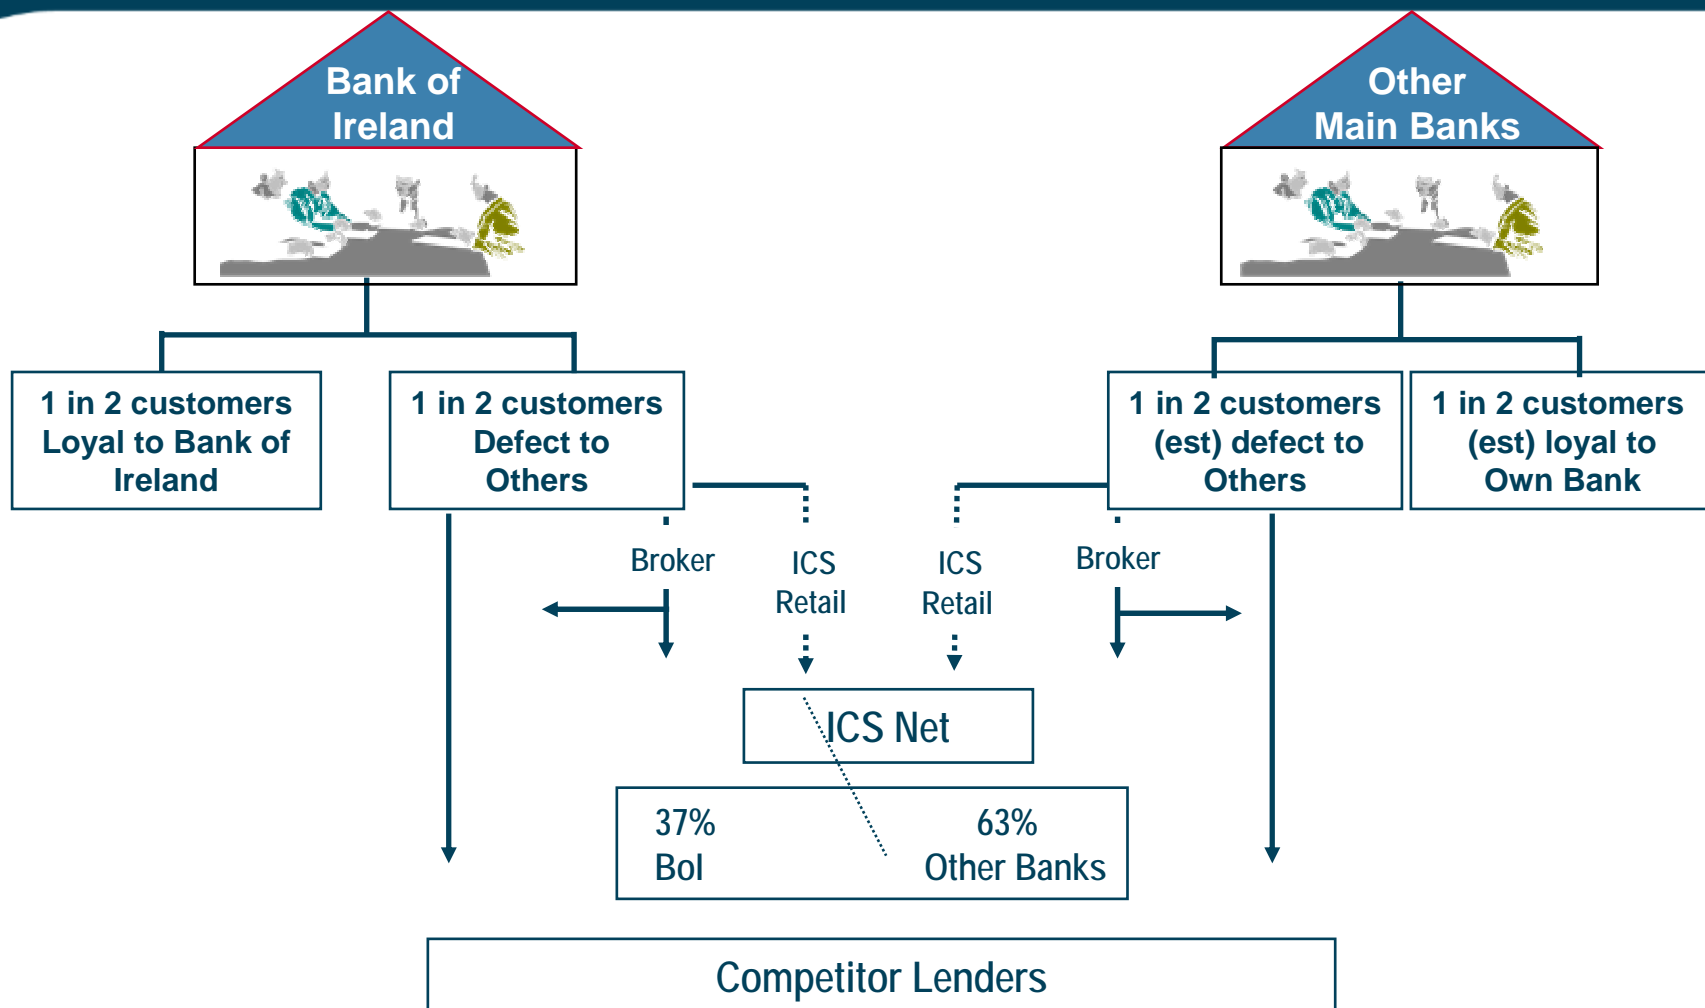 Bank of
Ireland
Other
Main Banks
1 in 2 customers
Loyal to Bank of
Ireland
1 in 2 customers
Defect to
Others
1 in 2 customers
(est) defect to
Others
1 in 2 customers
(est) loyal to
Own Bank
Broker
ICS
Retail
ICS
Retail
Broker
ICS Net
37%
BoI
63%
Other Banks
Competitor Lenders